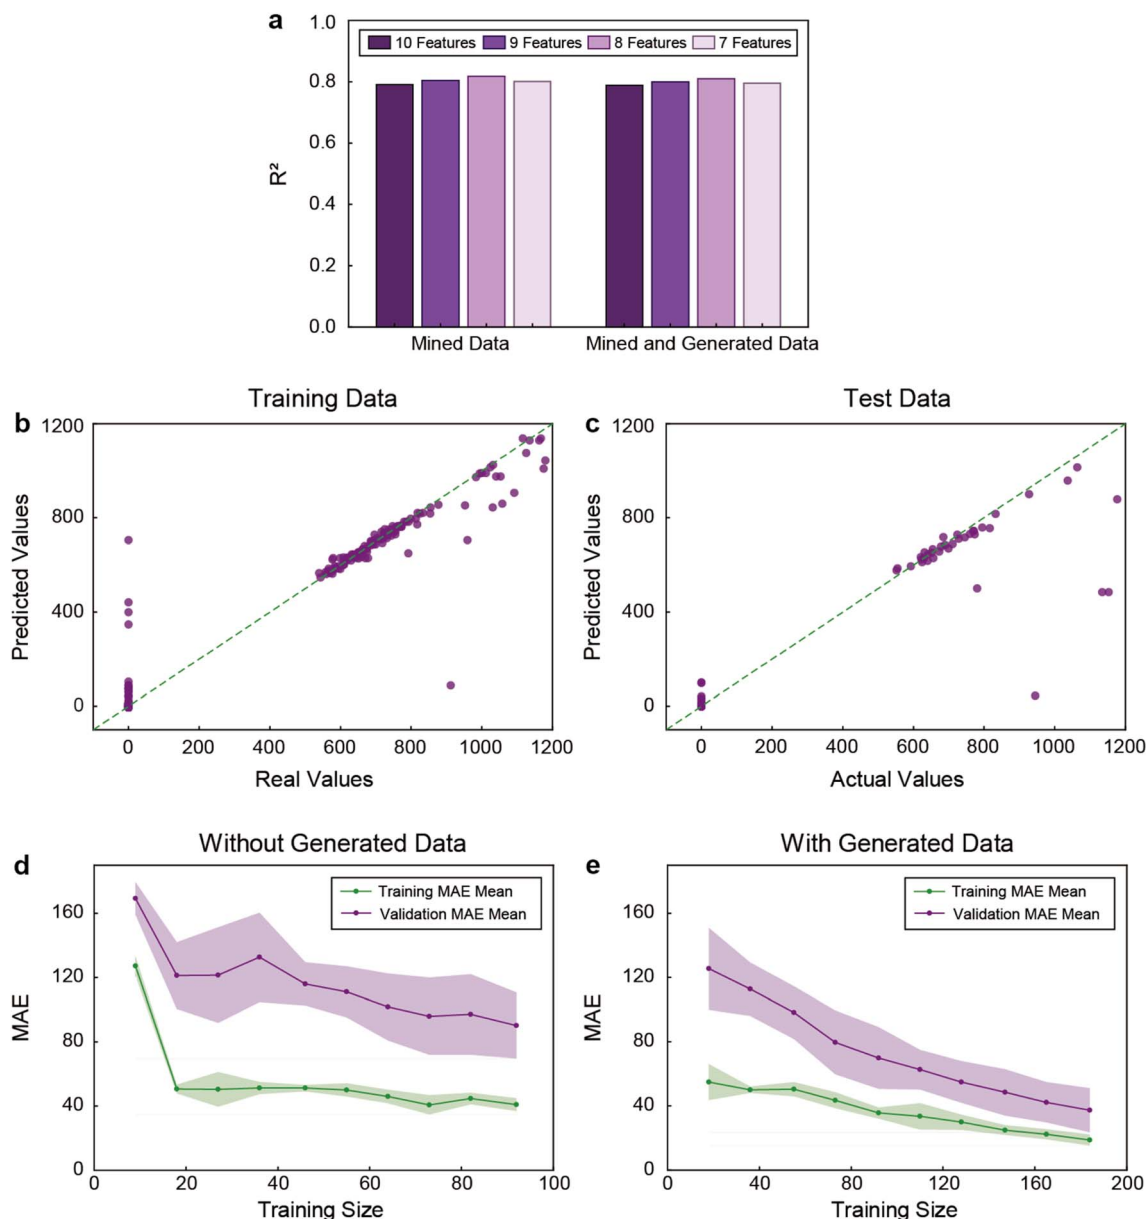 a
1.0
10 Features 9 Features 8 Features 7 Features
0.8
0.6
R²
0.4
0.2
0.0
Mined Data Mined and Generated Data
b
Training Data
1200
800
Predicted Values
400
0
0 200 400 600 800 1000 1200
Real Values
c
Test Data
1200
800
Predicted Values
400
0
0 200 400 600 800 1000 1200
Actual Values
d
Without Generated Data
Training MAE Mean
Validation MAE Mean
160
120
MAE
80
40
0
0 20 40 60 80 100
Training Size
e
With Generated Data
Training MAE Mean
Validation MAE Mean
160
120
MAE
80
40
0
0 40 80 120 160 200
Training Size